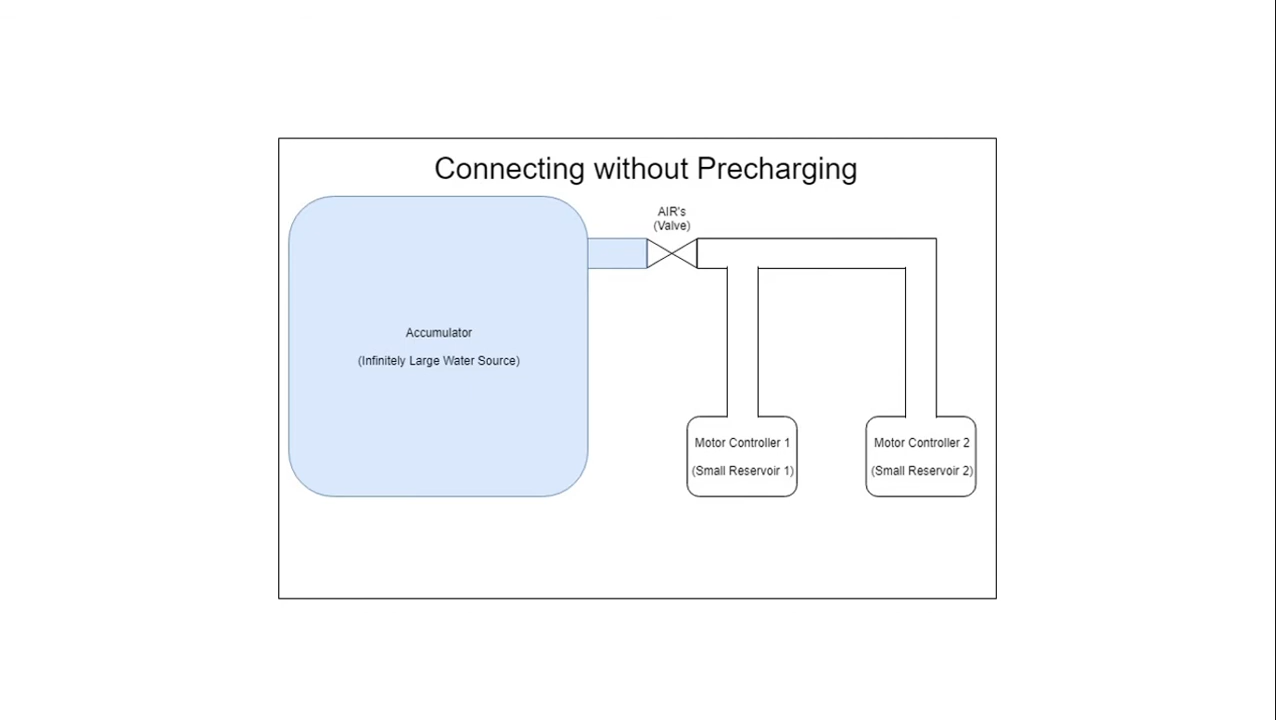 Connecting without Precharging
AIR's
(Valve)
Accumulator
(Infinitely Large Water Source)
Motor Controller 1
(Small Reservoir 1)
Motor Controller 2
(Small Reservoir 2)